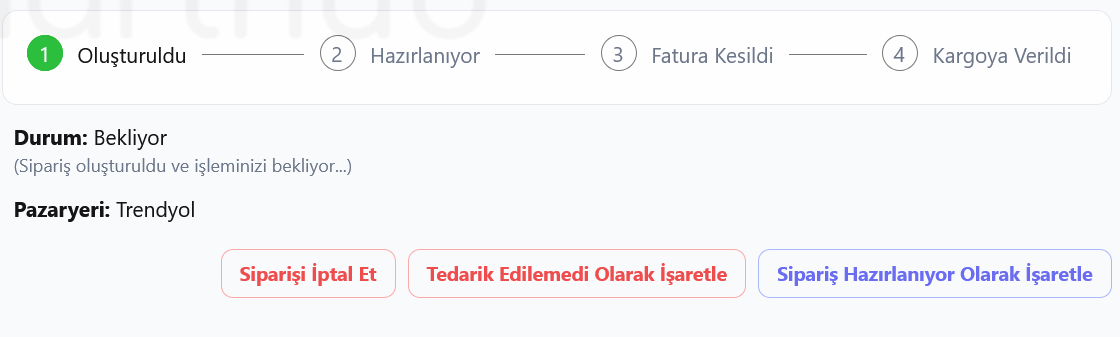 1 Oluşturuldu 2 Hazırlanıyor 3 Fatura Kesildi 4 Kargoya Verildi
Durum: Bekliyor
(Sipariş oluşturuldu ve işleminizi bekliyor...)
Pazaryeri: Trendyol
Siparişi İptal Et Tedarik Edilemedi Olarak İşaretle Sipariş Hazırlanıyor Olarak İşaretle